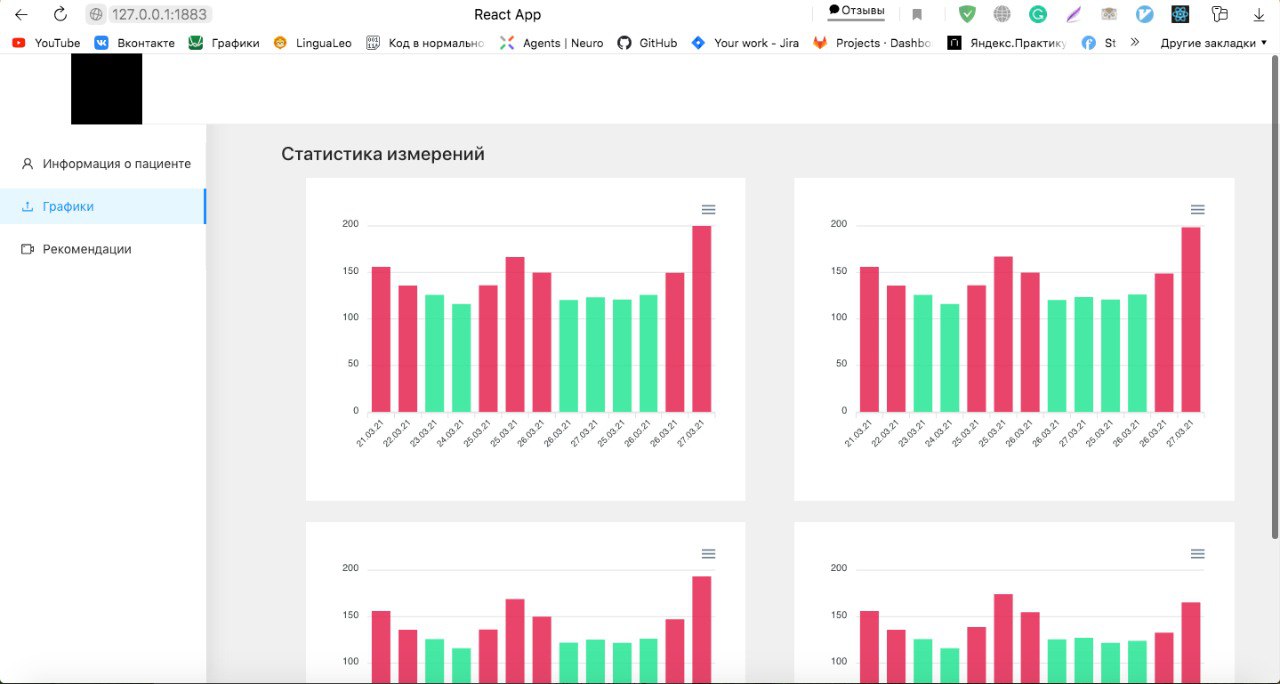 127.0.0.1:1883
React App
Отзывы
YouTube
Вконтакте
Графики
LinguaLeo
Код в нормально
Agents | Neuro
GitHub
Your work - Jira
Projects · Dashbo
Яндекс.Практику
St
Другие закладки
Информация о пациенте
Графики
Рекомендации
Статистика измерений
200
150
100
50
0
21.03.21
22.03.21
23.03.21
24.03.21
25.03.21
25.03.21
26.03.21
26.03.21
27.03.21
25.03.21
26.03.21
26.03.21
27.03.21
200
150
100
50
0
21.03.21
22.03.21
23.03.21
24.03.21
25.03.21
25.03.21
26.03.21
26.03.21
27.03.21
25.03.21
26.03.21
26.03.21
27.03.21
200
150
100
200
150
100